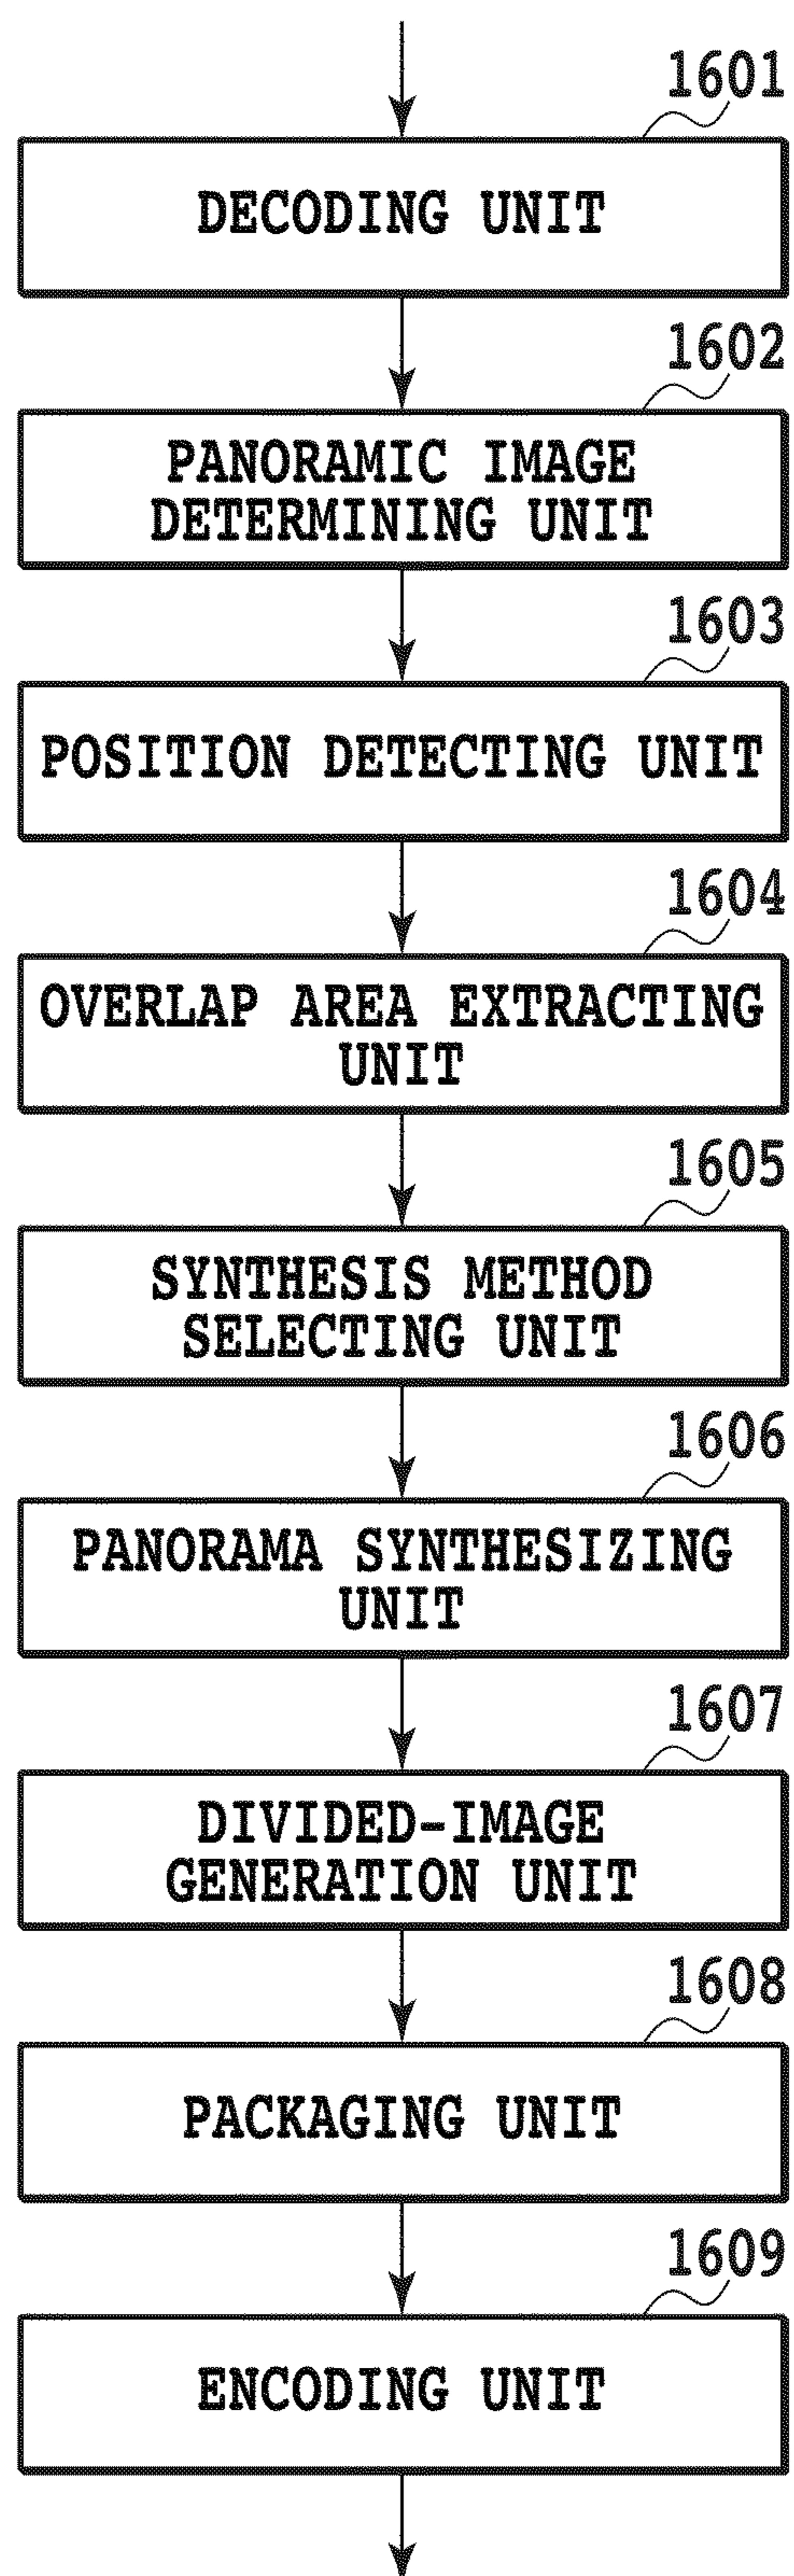 1601
DECODING UNIT
1602
PANORAMIC IMAGE
DETERMINING UNIT
1603
POSITION DETECTING UNIT
1604
OVERLAP AREA EXTRACTING
UNIT
1605
SYNTHESIS METHOD
SELECTING UNIT
1606
PANORAMA SYNTHESIZING
UNIT
1607
DIVIDED-IMAGE
GENERATION UNIT
1608
PACKAGING UNIT
1609
ENCODING UNIT